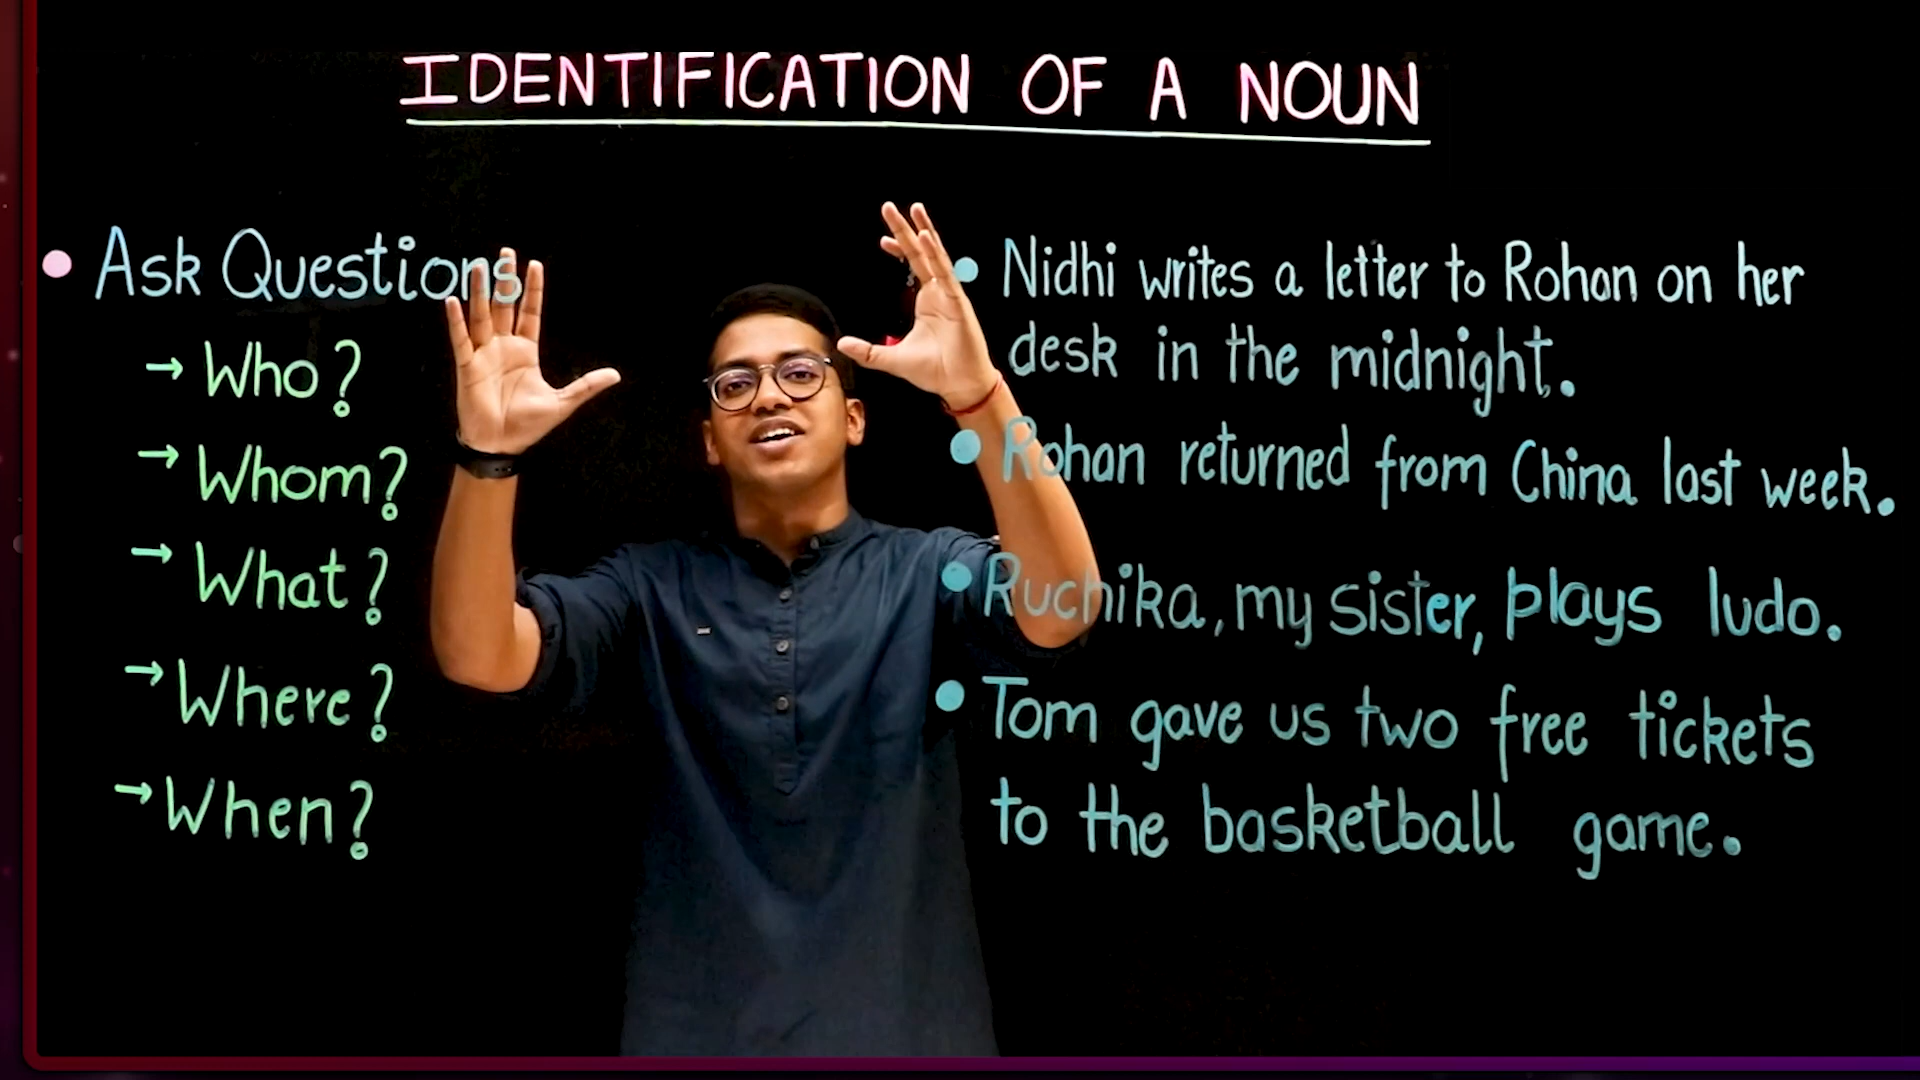 IDENTIFICATION OF A NOUN
• Ask Questions
→ Who?
→ Whom?
→ What?
→ Where?
→ When?
• Nidhi writes a letter to Rohan on her
desk in the midnight.
• Rohan returned from China last week.
• Ruchika, my sister, plays ludo.
• Tom gave us two free tickets
to the basketball game.